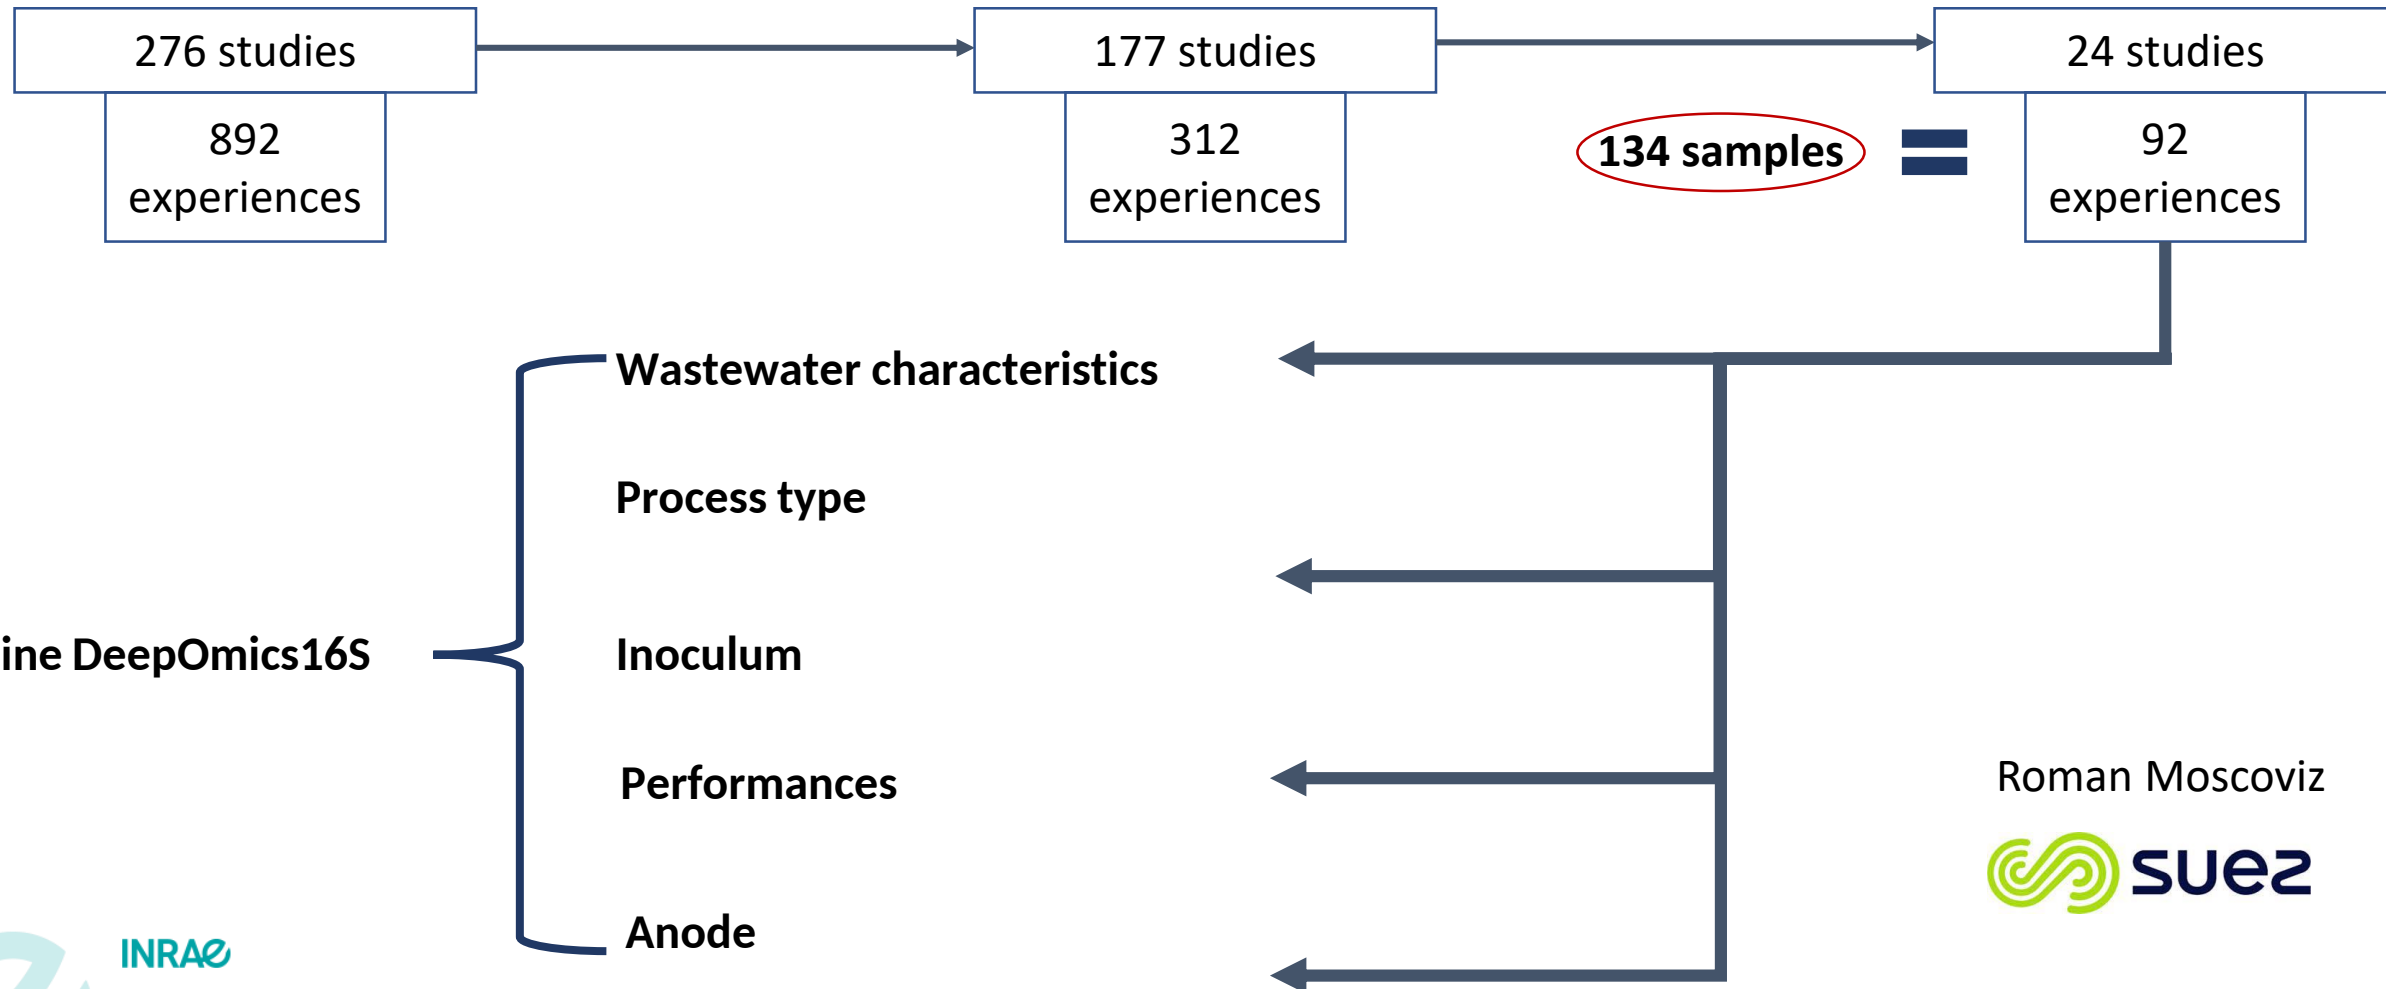 276 studies
177 studies
24 studies
892
experiences
312
experiences
134 samples
92
experiences
Wastewater characteristics
Process type
ine DeepOmics16S
Inoculum
Performances
Anode
Roman Moscoviz
suez
INRAE